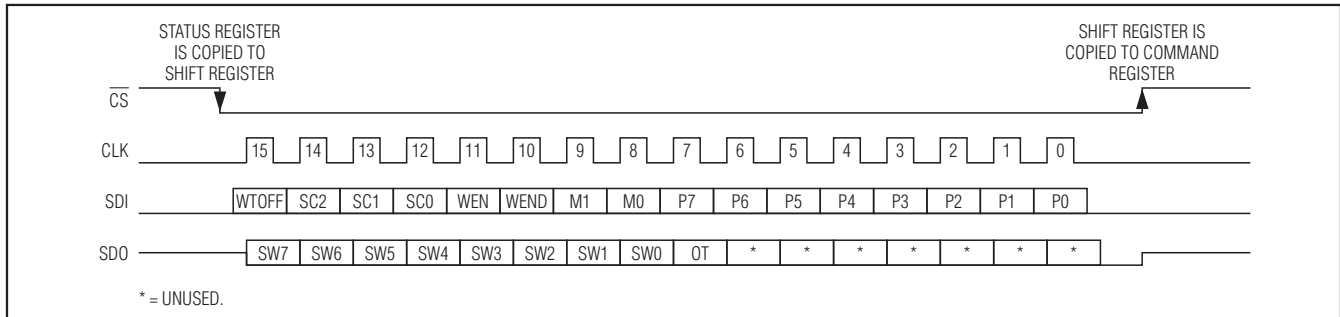 STATUS REGISTER
IS COPIED TO
SHIFT REGISTER
SHIFT REGISTER IS
COPIED TO COMMAND
REGISTER
CS
CLK 15 14 13 12 11 10 9 8 7 6 5 4 3 2 1 0
SDI WTOFF SC2 SC1 SC0 WEN WEND M1 M0 P7 P6 P5 P4 P3 P2 P1 P0
SD0 SW7 SW6 SW5 SW4 SW3 SW2 SW1 SW0 OT * * * * * * *
* = UNUSED.